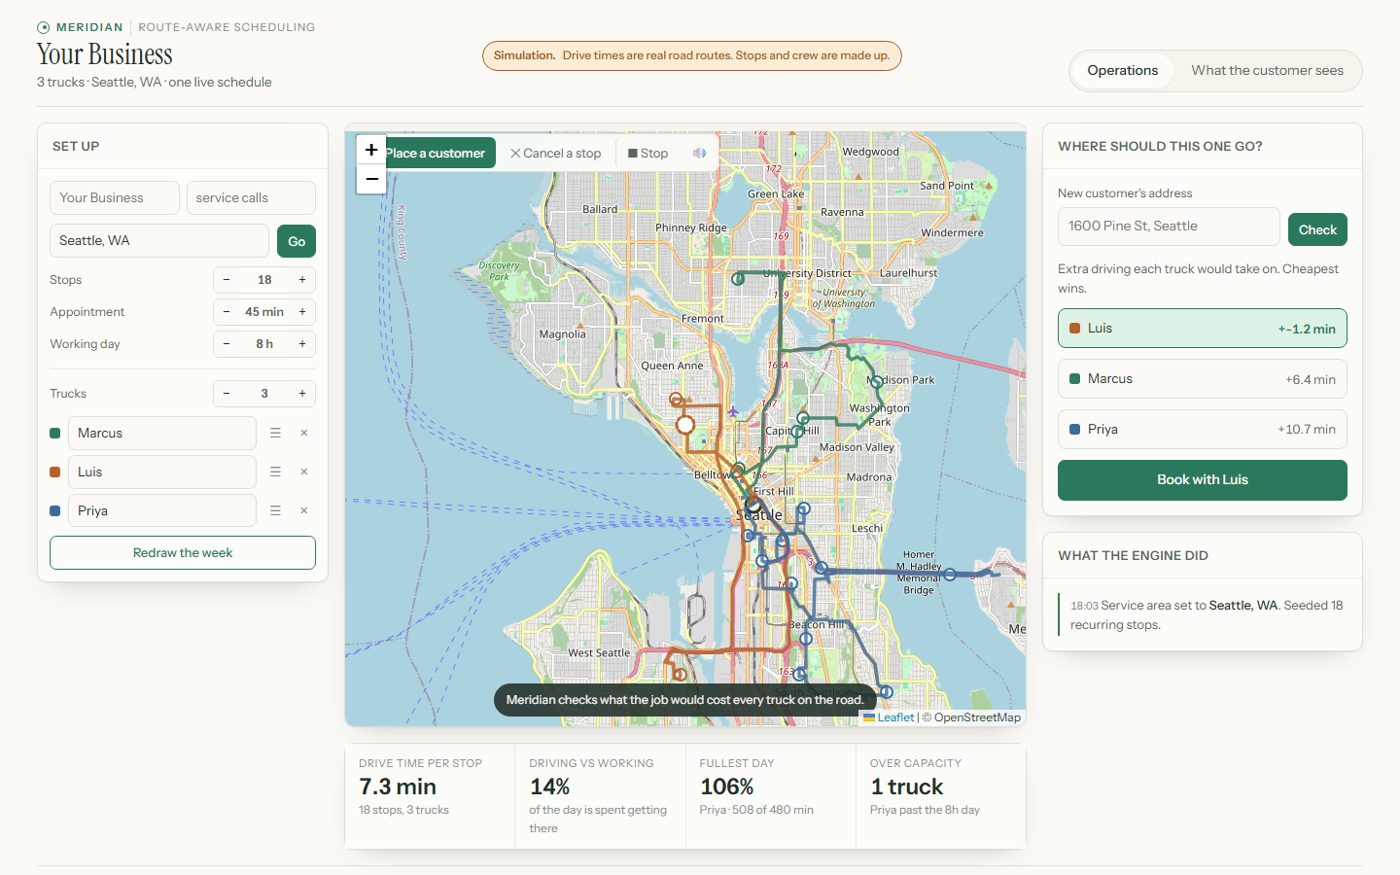 MERIDIAN | ROUTE-AWARE SCHEDULING
Your Business
3 trucks · Seattle, WA · one live schedule
Simulation. Drive times are real road routes. Stops and crew are made up.
Operations
What the customer sees
SET UP
Your Business
service calls
Seattle, WA
Go
Stops
− 18 +
Appointment
− 45 min +
Working day
− 8 h +
Trucks
− 3 +
Marcus ☰ ×
Luis ☰ ×
Priya ☰ ×
Redraw the week
+
−
Place a customer
× Cancel a stop
Stop
172
Wedgwood
Sand Point
Green Lake
172
Ballard
Ravenna
Phinney Ridge
169
Windermere
King County
Discovery
Park
University District
Laurelhurst
University
of Washington
Fremont
Magnolia
Queen Anne
168A
Madison Park
Washington
Park
Capitol Hill
Madison Valley
Belltown
166
Madrona
First Hill
Seattle
Leschi
Homer
M. Hadley
Memorial
Bridge
Beacon Hill
Me
West Seattle
163
Meridian checks what the job would cost every truck on the road.
Leaflet | © OpenStreetMap
DRIVE TIME PER STOP
7.3 min
18 stops, 3 trucks
DRIVING VS WORKING
14%
of the day is spent getting
there
FULLEST DAY
106%
Priya · 508 of 480 min
OVER CAPACITY
1 truck
Priya past the 8h day
WHERE SHOULD THIS ONE GO?
New customer's address
1600 Pine St, Seattle
Check
Extra driving each truck would take on. Cheapest
wins.
Luis +-1.2 min
Marcus +6.4 min
Priya +10.7 min
Book with Luis
WHAT THE ENGINE DID
18:03 Service area set to Seattle, WA. Seeded 18
recurring stops.